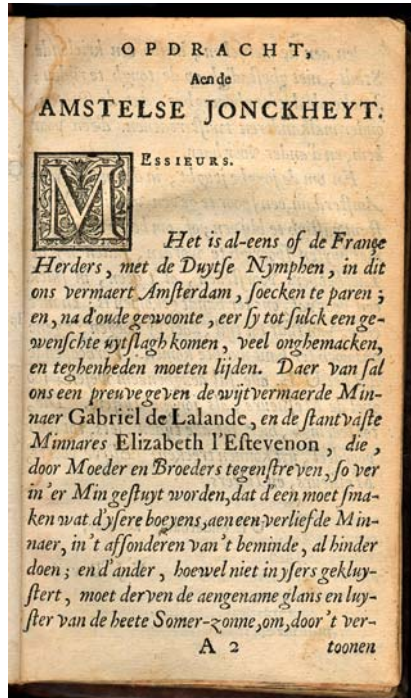 OPDRACHT,
Aen de
AMSTELSE JONCKHEYT.
MESSIEURS.
Het is al-eens of de Franҫe
Herders, met de Duytſe Nymphen, in dit
ons vermaert Amſterdam, ſoecken te paren;
en, na d'oude gewoonte, eer ſy tot ſulck een ge-
wenſchte uytſlagh komen, veel onghemacken,
en teghenheden moeten lijden. Daer van ſal
ons een preuve geven de wijtvermaerde Min-
naer Gabriël de Lalande, en de ſtantvaſte
Minnares Elizabeth l'Eſtevenon, die,
door Moeder en Broeders tegenſtreven, ſo ver
in'er Min geſtuyt worden, dat d'een moet ſma-
ken wat d'yſere boeyens, aen een verliefde Min-
naer, in 't afſonderen van 't beminde, al hinder
doen; en d'ander, hoewel niet in yſers gekluy-
ſtert, moet derven de aengename glans en luy-
ſter van de heete Somer-zonne, om, door 't ver-
A 2 toonen